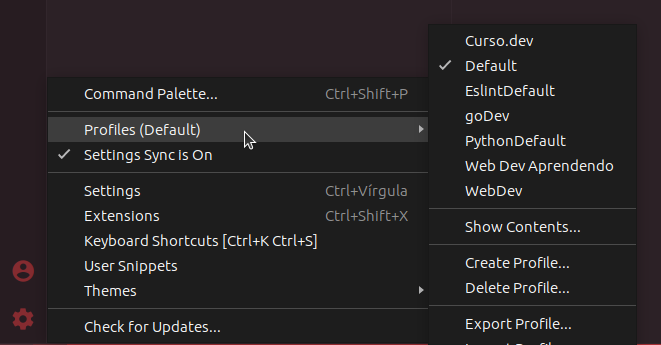 Command Palette... Ctrl+Shift+P
Profiles (Default)
Settings Sync is On
Settings Ctrl+Vírgula
Extensions Ctrl+Shift+X
Keyboard Shortcuts [Ctrl+K Ctrl+S]
User Snippets
Themes
Check for Updates...
Curso.dev
Default
EslintDefault
goDev
PythonDefault
Web Dev Aprendendo
WebDev
Show Contents...
Create Profile...
Delete Profile...
Export Profile...